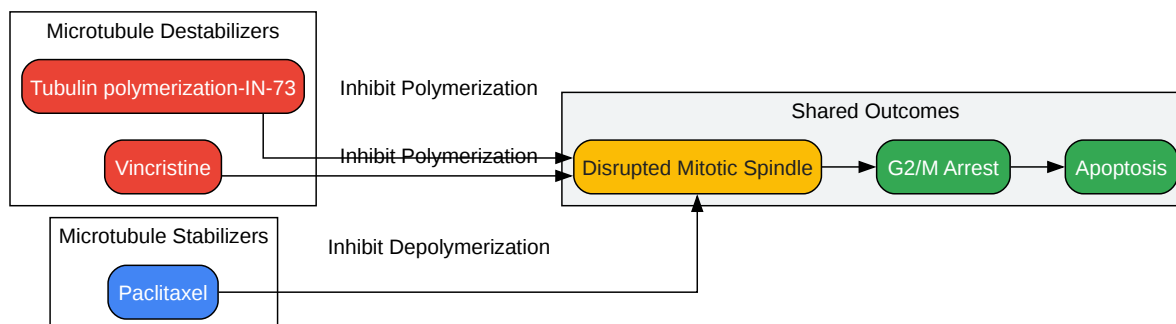 Microtubule Destabilizers
Tubulin polymerization-IN-73
Inhibit Polymerization
Vincristine
Inhibit Polymerization
Shared Outcomes
Disrupted Mitotic Spindle
G2/M Arrest
Apoptosis
Microtubule Stabilizers
Inhibit Depolymerization
Paclitaxel